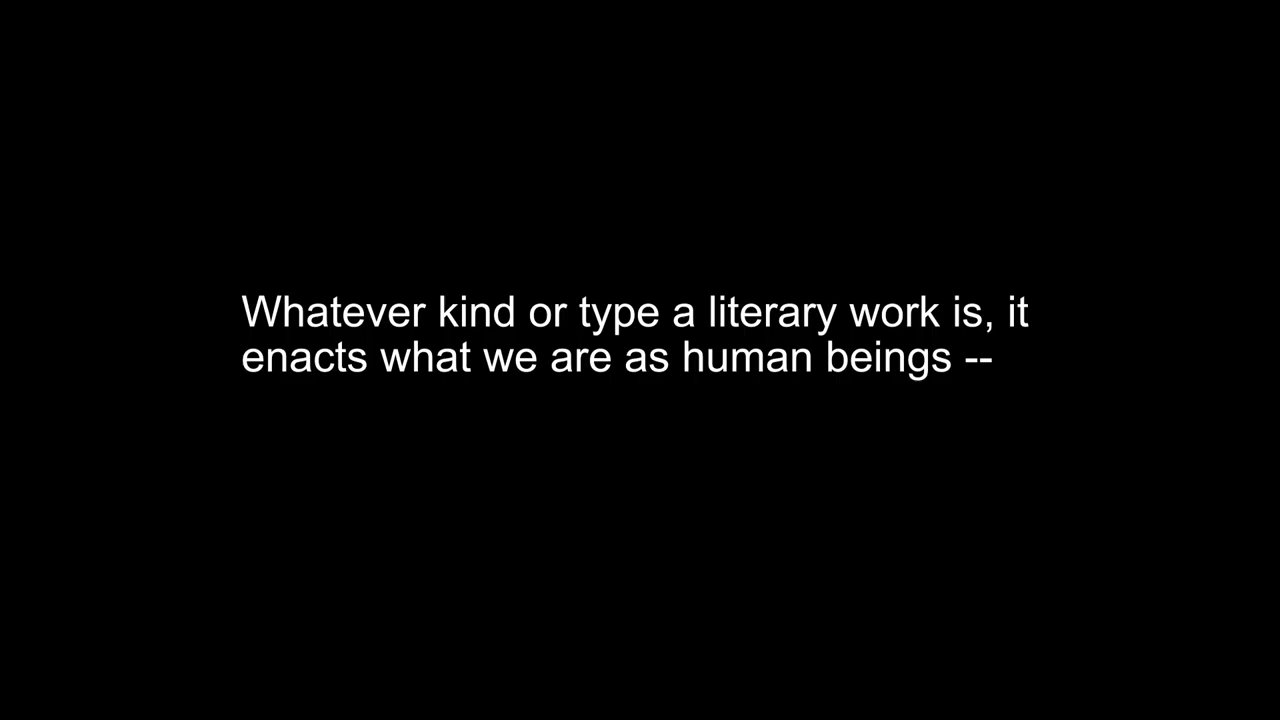 Whatever kind or type a literary work is, it
enacts what we are as human beings --